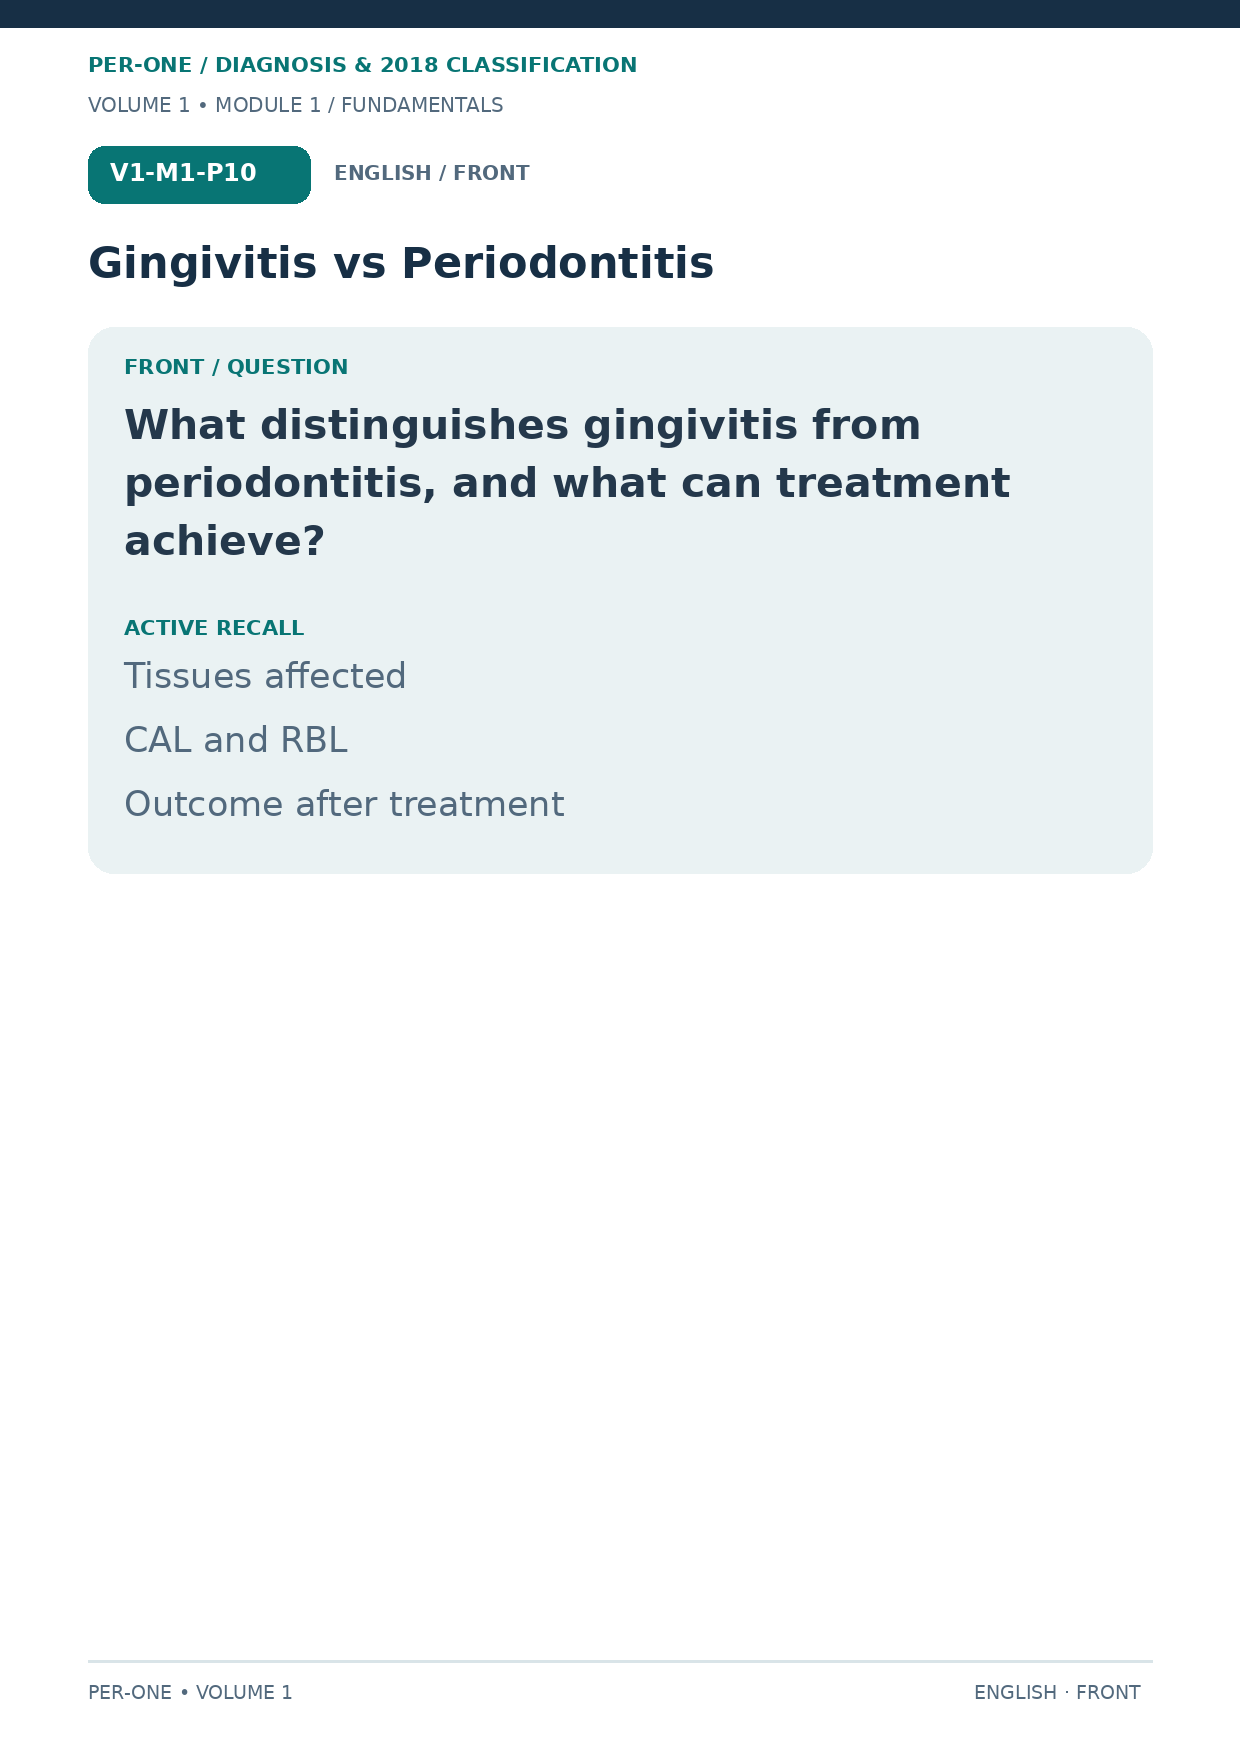 PER-ONE / DIAGNOSIS & 2018 CLASSIFICATION
VOLUME 1 • MODULE 1 / FUNDAMENTALS
V1-M1-P10
ENGLISH / FRONT
Gingivitis vs Periodontitis
FRONT / QUESTION
What distinguishes gingivitis from
periodontitis, and what can treatment
achieve?
ACTIVE RECALL
Tissues affected
CAL and RBL
Outcome after treatment
PER-ONE • VOLUME 1
ENGLISH · FRONT